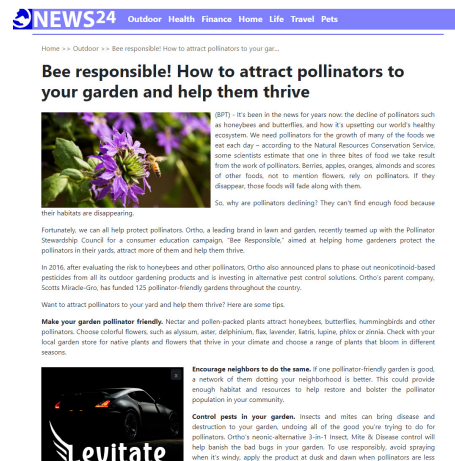 NEWS24 Outdoor Health Finance Home Life Travel Pets
Home >> Outdoor >> Bee responsible! How to attract pollinators to your gar...
Bee responsible! How to attract pollinators to
your garden and help them thrive
(BPT) - It's been in the news for years now: the decline of pollinators such
as honeybees and butterflies, and how it's upsetting our world's healthy
ecosystem. We need pollinators for the growth of many of the foods we
eat each day – according to the Natural Resources Conservation Service,
some scientists estimate that one in three bites of food we take result
from the work of pollinators. Berries, apples, oranges, almonds and scores
of other foods, not to mention flowers, rely on pollinators. If they
disappear, those foods will fade along with them.
So, why are pollinators declining? They can't find enough food because
their habitats are disappearing.
Fortunately, we can all help protect pollinators. Ortho, a leading brand in lawn and garden, recently teamed up with the Pollinator
Stewardship Council for a consumer education campaign, "Bee Responsible," aimed at helping home gardeners protect the
pollinators in their yards, attract more of them and help them thrive.
In 2016, after evaluating the risk to honeybees and other pollinators, Ortho also announced plans to phase out neonicotinoid-based
pesticides from all its outdoor gardening products and is investing in alternative pest control solutions. Ortho's parent company,
Scotts Miracle-Gro, has funded 125 pollinator-friendly gardens throughout the country.
Want to attract pollinators to your yard and help them thrive? Here are some tips.
Make your garden pollinator friendly. Nectar and pollen-packed plants attract honeybees, butterflies, hummingbirds and other
pollinators. Choose colorful flowers, such as alyssum, aster, delphinium, flax, lavender, liatris, lupine, phlox or zinnia. Check with your
local garden store for native plants and flowers that thrive in your climate and choose a range of plants that bloom in different
seasons.
Encourage neighbors to do the same. If one pollinator-friendly garden is good,
a network of them dotting your neighborhood is better. This could provide
enough habitat and resources to help restore and bolster the pollinator
population in your community.
Control pests in your garden. Insects and mites can bring disease and
destruction to your garden, undoing all of the good you're trying to do for
pollinators. Ortho's neonic-alternative 3-in-1 Insect, Mite & Disease control will
help banish the bad bugs in your garden. To use responsibly, avoid spraying
when it's windy, apply the product at dusk and dawn when pollinators are less
Levitate